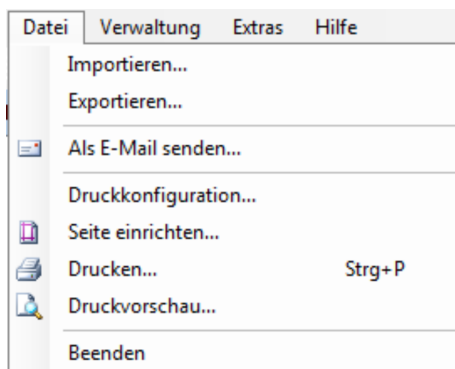 Datei Verwaltung Extras Hilfe
Importieren...
Exportieren...
Als E-Mail senden...
Druckkonfiguration...
Seite einrichten...
Drucken... Strg+P
Druckvorschau...
Beenden